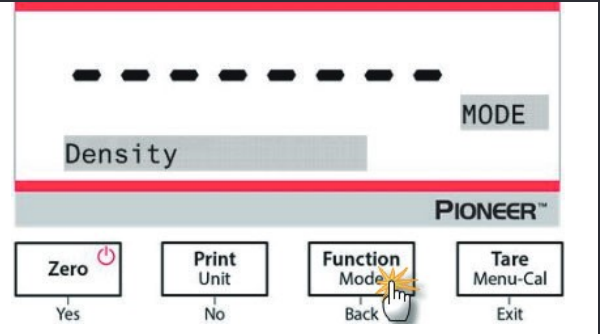 MODE
Density
PIONEER™
Zero Print Function Tare
Unit Mode Menu-Cal
Yes No Back Exit